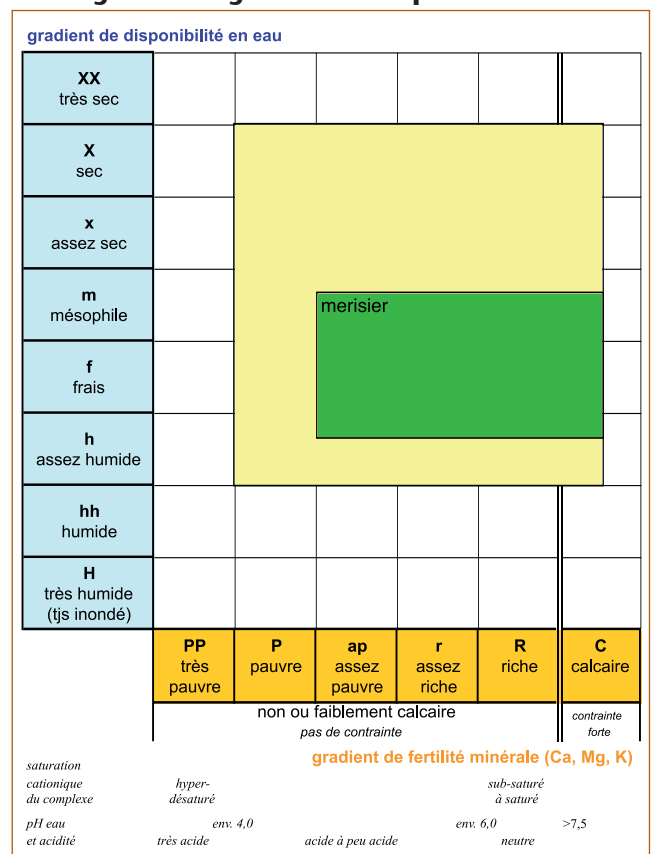 gradient de disponibilité en eau
XX
très sec
X
sec
x
assez sec
m
mésophile
merisier
f
frais
h
assez humide
hh
humide
H
très humide
(tjs inondé)
PP
très
pauvre
P
pauvre
ap
assez
pauvre
r
assez
riche
R
riche
C
calcaire
non ou faiblement calcaire
pas de contrainte
contrainte
forte
gradient de fertilité minérale (Ca, Mg, K)
saturation
cationique
du complexe
hyper-
désaturé
sub-saturé
à saturé
pH eau
et acidité
env. 4,0
env. 6,0
>7,5
très acide
acide à peu acide
neutre